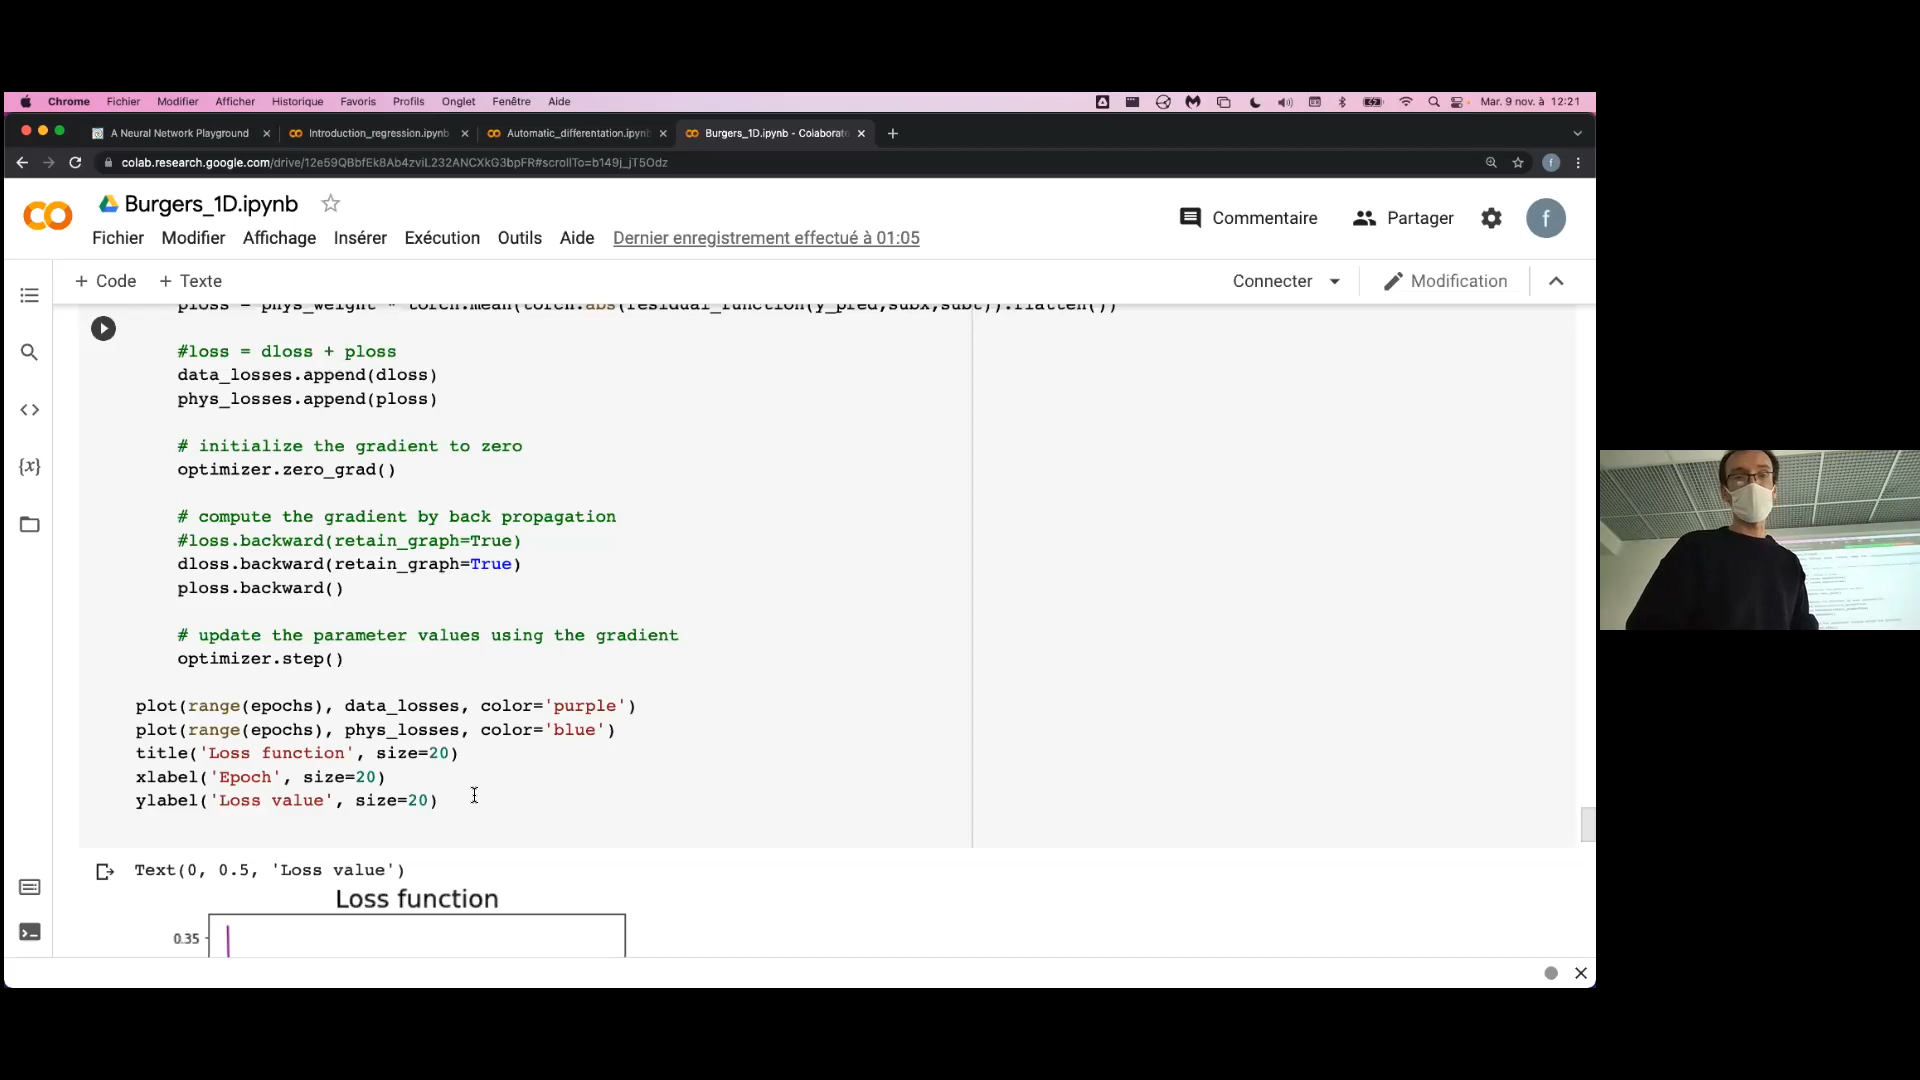 Chrome Fichier Modifier Afficher Historique Favoris Profils Onglet Fenêtre Aide Mar. 9 nov. à 12:21
A Neural Network Playground Introduction_regression.ipynb Automatic_differentation.ipynb Burgers_1D.ipynb - Colaborato
colab.research.google.com/drive/12e59QBbfEk8Ab4zviL232ANCXkG3bpFR#scrollTo=b149j_jT5Odz f
Burgers_1D.ipynb
Commentaire Partager f
Fichier Modifier Affichage Insérer Exécution Outils Aide Dernier enregistrement effectué à 01:05
+ Code + Texte Connecter Modification
ploss = phys_weight * torch.mean(torch.abs(residual_function(y_pred,subx,subt)).flatten())
#loss = dloss + ploss
data_losses.append(dloss)
phys_losses.append(ploss)
# initialize the gradient to zero
optimizer.zero_grad()
# compute the gradient by back propagation
#loss.backward(retain_graph=True)
dloss.backward(retain_graph=True)
ploss.backward()
# update the parameter values using the gradient
optimizer.step()
plot(range(epochs), data_losses, color='purple')
plot(range(epochs), phys_losses, color='blue')
title('Loss function', size=20)
xlabel('Epoch', size=20)
ylabel('Loss value', size=20)
Text(0, 0.5, 'Loss value')
Loss function
0.35